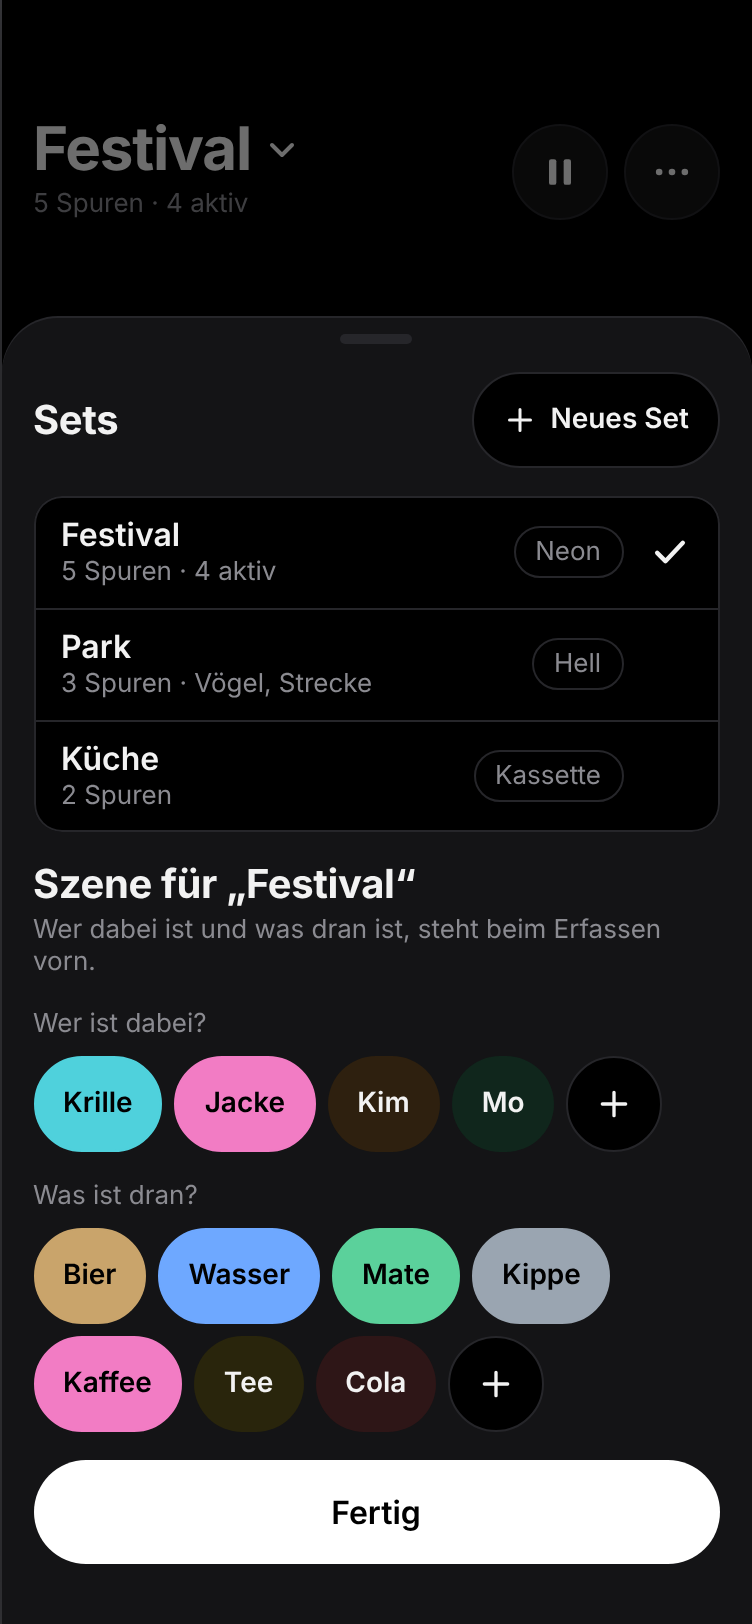 Festival
5 Spuren · 4 aktiv
Sets
Neues Set
Festival
5 Spuren · 4 aktiv
Neon
Park
3 Spuren · Vögel, Strecke
Hell
Küche
2 Spuren
Kassette
Szene für „Festival“
Wer dabei ist und was dran ist, steht beim Erfassen
vorn.
Wer ist dabei?
Krille Jacke Kim Mo
Was ist dran?
Bier Wasser Mate Kippe
Kaffee Tee Cola
Fertig